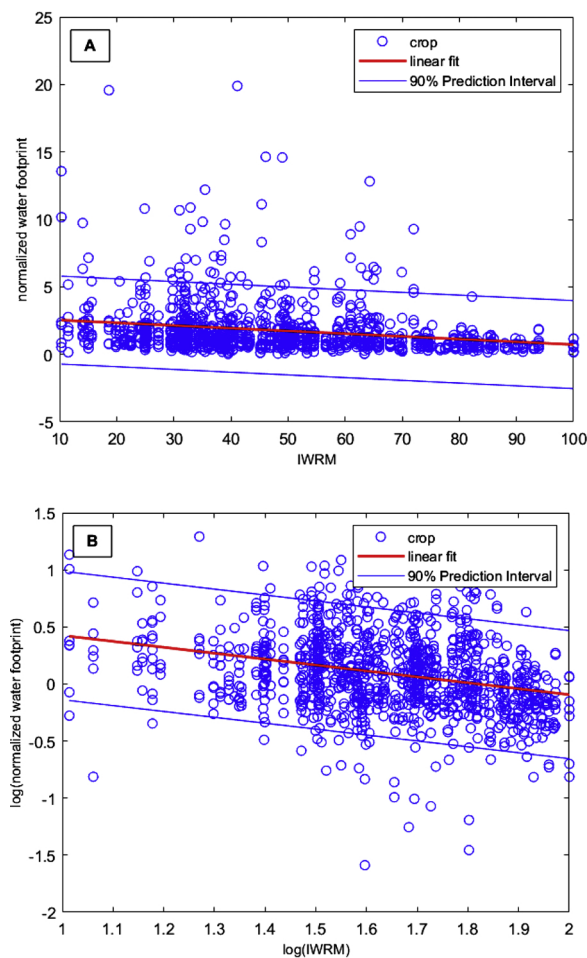 A
crop
linear fit
90% Prediction Interval
normalized water footprint
25
20
15
10
5
0
-5
10 20 30 40 50 60 70 80 90 100
IWRM
B
crop
linear fit
90% Prediction Interval
log(normalized water footprint)
1.5
1
0.5
0
-0.5
-1
-1.5
-2
1 1.1 1.2 1.3 1.4 1.5 1.6 1.7 1.8 1.9 2
log(IWRM)